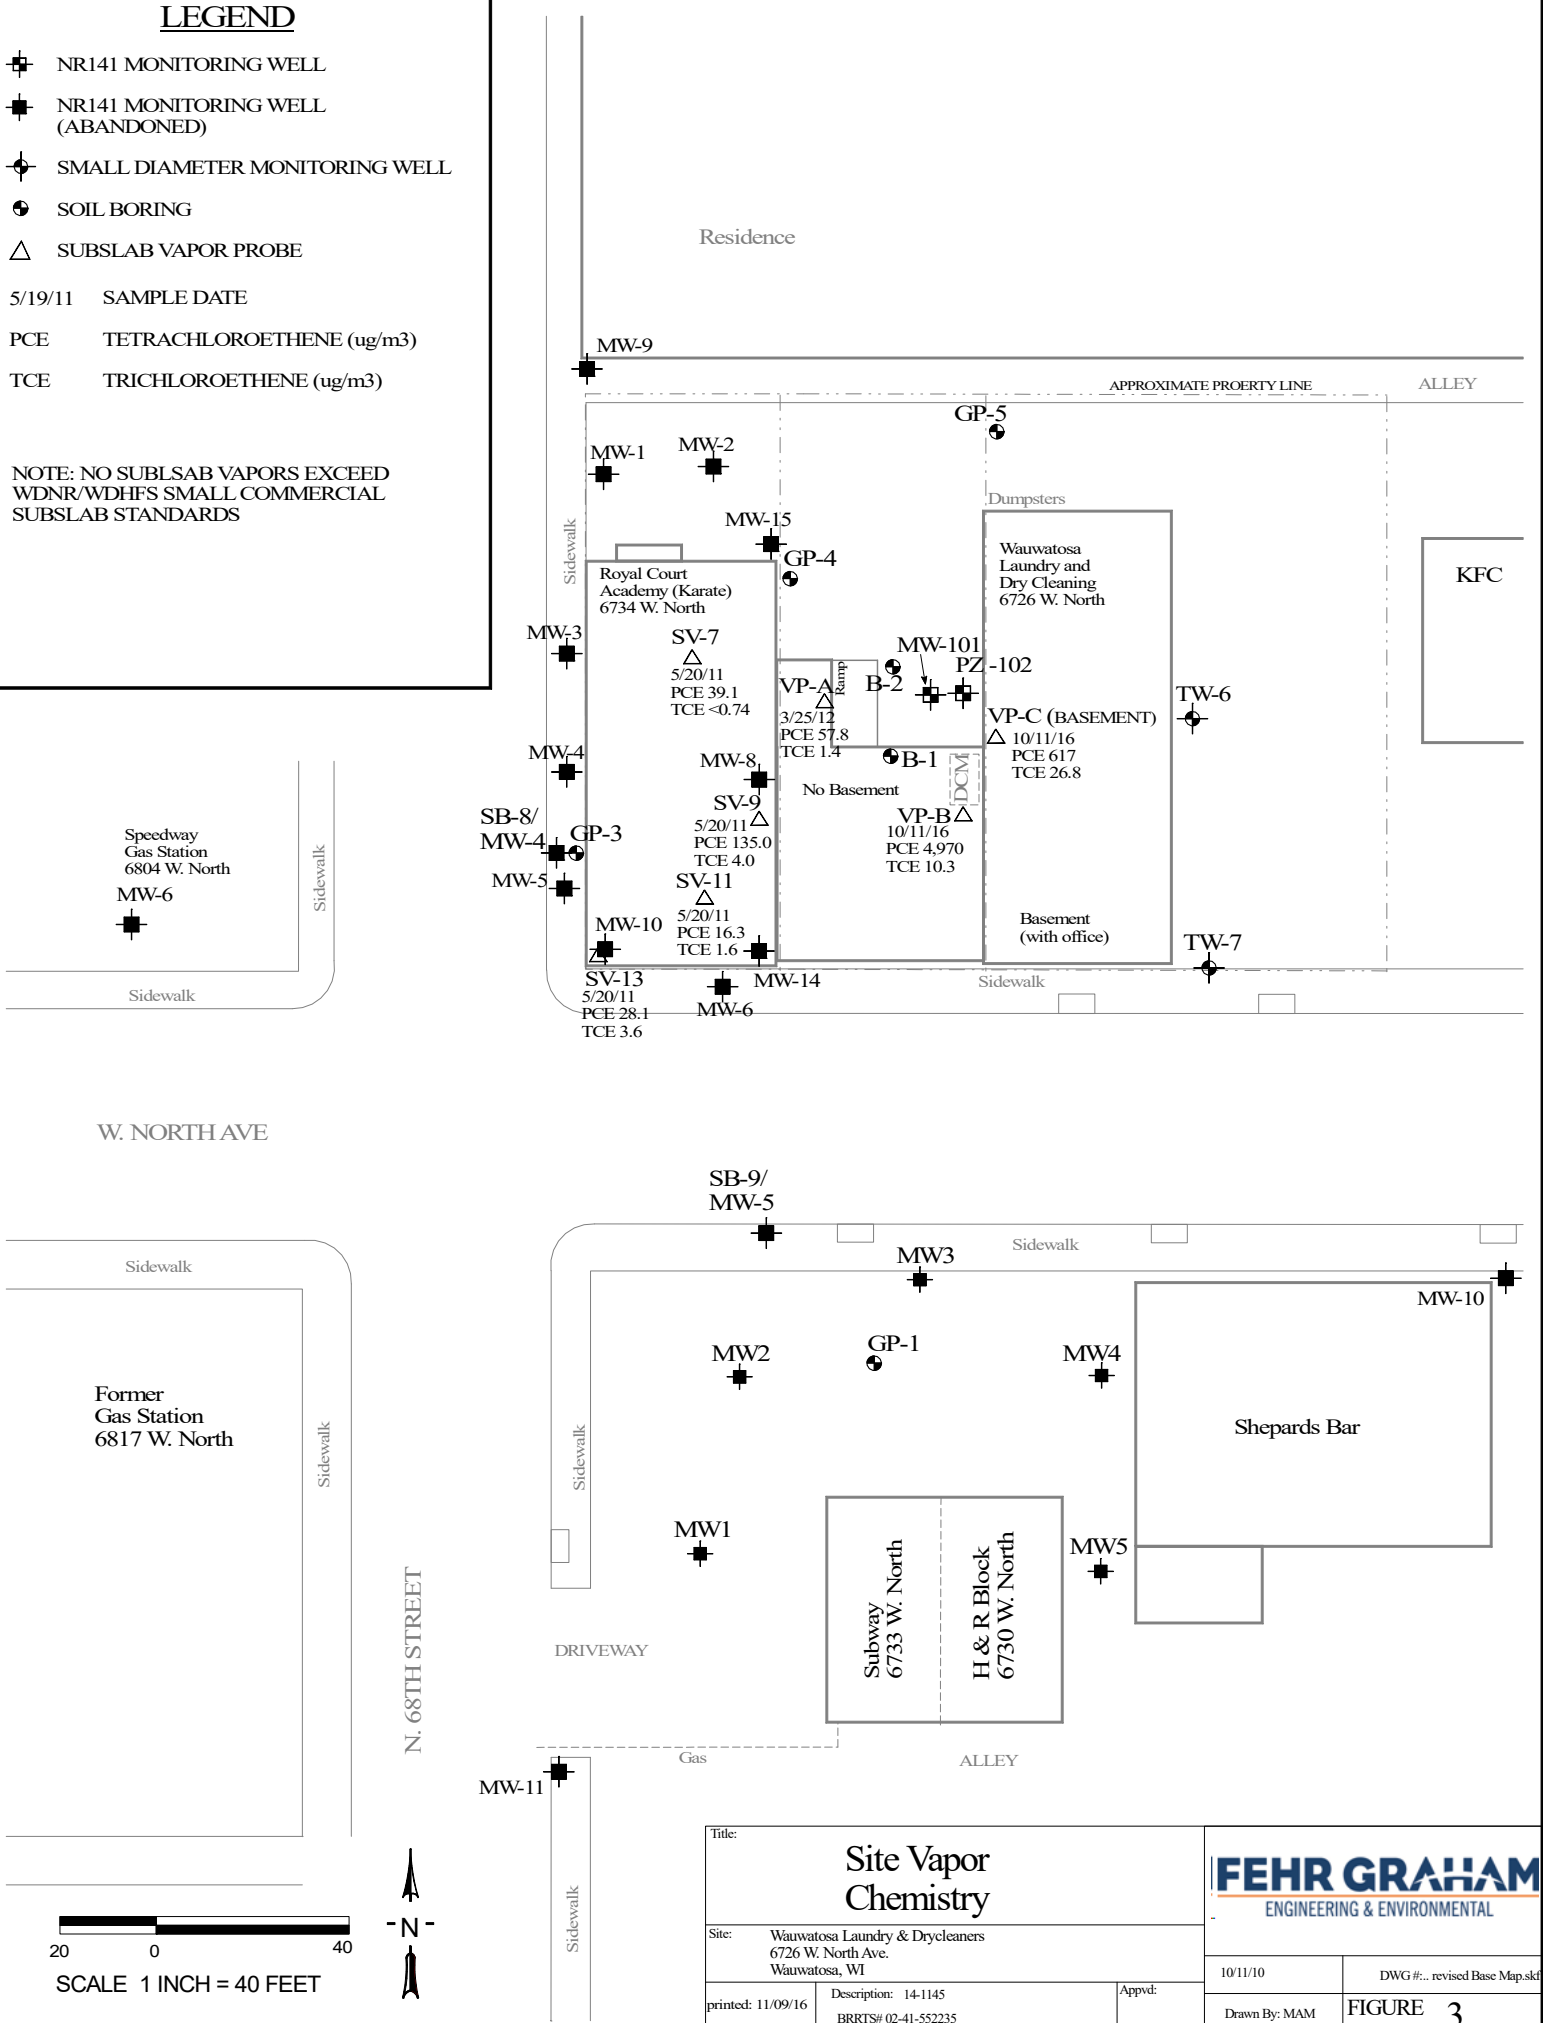 LEGEND
NR141 MONITORING WELL
NR141 MONITORING WELL
(ABANDONED)
SMALL DIAMETER MONITORING WELL
SOIL BORING
SUBSLAB VAPOR PROBE
5/19/11 SAMPLE DATE
PCE TETRACHLOROETHENE (ug/m3)
TCE TRICHLOROETHENE (ug/m3)
NOTE: NO SUBLSAB VAPORS EXCEED
WDNR/WDHFS SMALL COMMERCIAL
SUBSLAB STANDARDS
Residence
MW-9
APPROXIMATE PROERTY LINE
ALLEY
GP-5
MW-1
MW-2
Dumpsters
Sidewalk
MW-15
GP-4
Royal Court
Academy (Karate)
6734 W. North
Wauwatosa
Laundry and
Dry Cleaning
6726 W. North
KFC
MW-3
SV-7
5/20/11
PCE 39.1
TCE <0.74
MW-101
PZ -102
B-2
Ramp
VP-A
3/25/12
PCE 57.8
TCE 1.4
VP-C (BASEMENT)
10/11/16
PCE 617
TCE 26.8
TW-6
MW-4
MW-8
B-1
DCM
No Basement
SV-9
5/20/11
PCE 135.0
TCE 4.0
VP-B
10/11/16
PCE 4,970
TCE 10.3
SB-8/
MW-4
GP-3
MW-5
Speedway
Gas Station
6804 W. North
MW-6
Sidewalk
SV-11
5/20/11
PCE 16.3
TCE 1.6
MW-10
Basement
(with office)
TW-7
SV-13
5/20/11
PCE 28.1
TCE 3.6
MW-14
MW-6
Sidewalk
Sidewalk
W. NORTH AVE
SB-9/
MW-5
Sidewalk
MW3
Sidewalk
MW-10
MW2
GP-1
MW4
Former
Gas Station
6817 W. North
Sidewalk
Sidewalk
Shepards Bar
MW1
Subway
6733 W. North
H & R Block
6730 W. North
MW5
N. 68TH STREET
DRIVEWAY
Gas
ALLEY
MW-11
Sidewalk
-N-
20 0 40
SCALE 1 INCH = 40 FEET
Title:
Site Vapor
Chemistry
Site: Wauwatosa Laundry & Drycleaners
6726 W. North Ave.
Wauwatosa, WI
printed: 11/09/16
Description: 14-1145
BRRTS# 02-41-552235
Appvd:
FEHR GRAHAM
ENGINEERING & ENVIRONMENTAL
10/11/10
DWG #:.. revised Base Map.skf
Drawn By: MAM
FIGURE 3